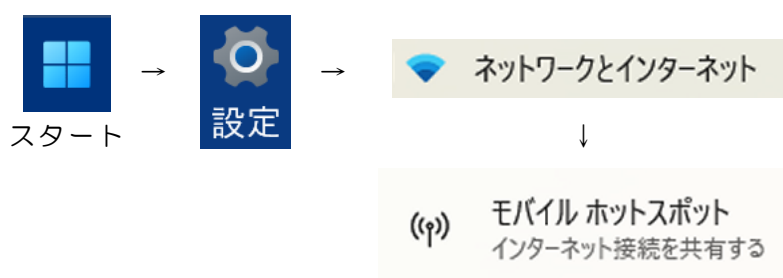 スタート
→
設定
→
ネットワークとインターネット
↓
モバイル ホットスポット
インターネット接続を共有する